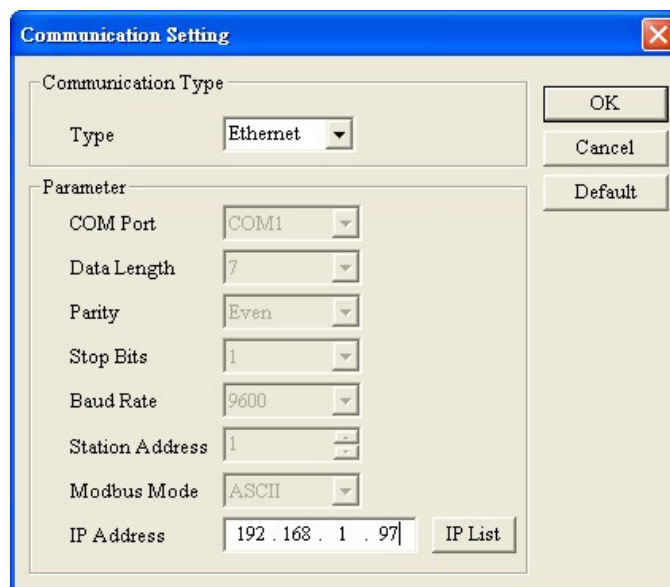 Communication Setting
Communication Type
Type Ethernet
OK
Cancel
Default
Parameter
COM Port COM1
Data Length 7
Parity Even
Stop Bits 1
Baud Rate 9600
Station Address 1
Modbus Mode ASCII
IP Address 192 . 168 . 1 . 97 IP List